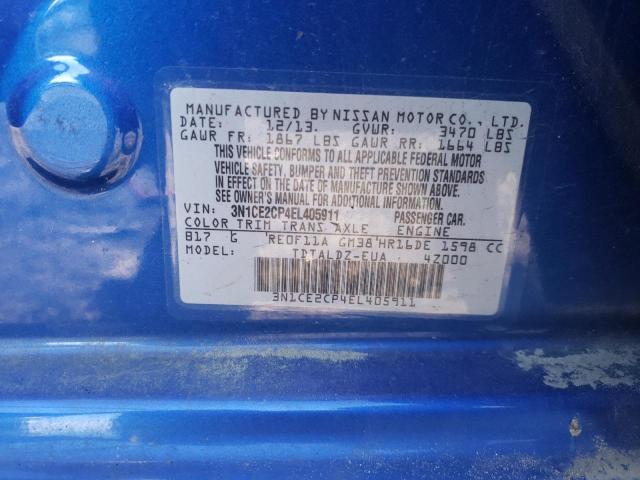 MANUFACTURED BY NISSAN MOTOR CO., LTD.
DATE: 12/13. GVWR: 3470 LBS
GAWR FR: 1867 LBS GAWR RR: 1664 LBS
THIS VEHICLE CONFORMS TO ALL APPLICABLE FEDERAL MOTOR
VEHICLE SAFETY, BUMPER AND THEFT PREVENTION STANDARDS
IN EFFECT ON THE DATE OF MANUFACTURE SHOWN ABOVE.
SEE OWNER'S MANUAL FOR ADDITIONAL INFORMATION
VIN: 3N1CE2CP4EL405911 PASSENGER CAR.
COLOR TRIM TRANS AXLE ENGINE
B17 G RE0F11A GM38 HR16DE 1598 CC
MODEL: TDTALDZ-EUA 4Z000
3N1CE2CP4EL405911